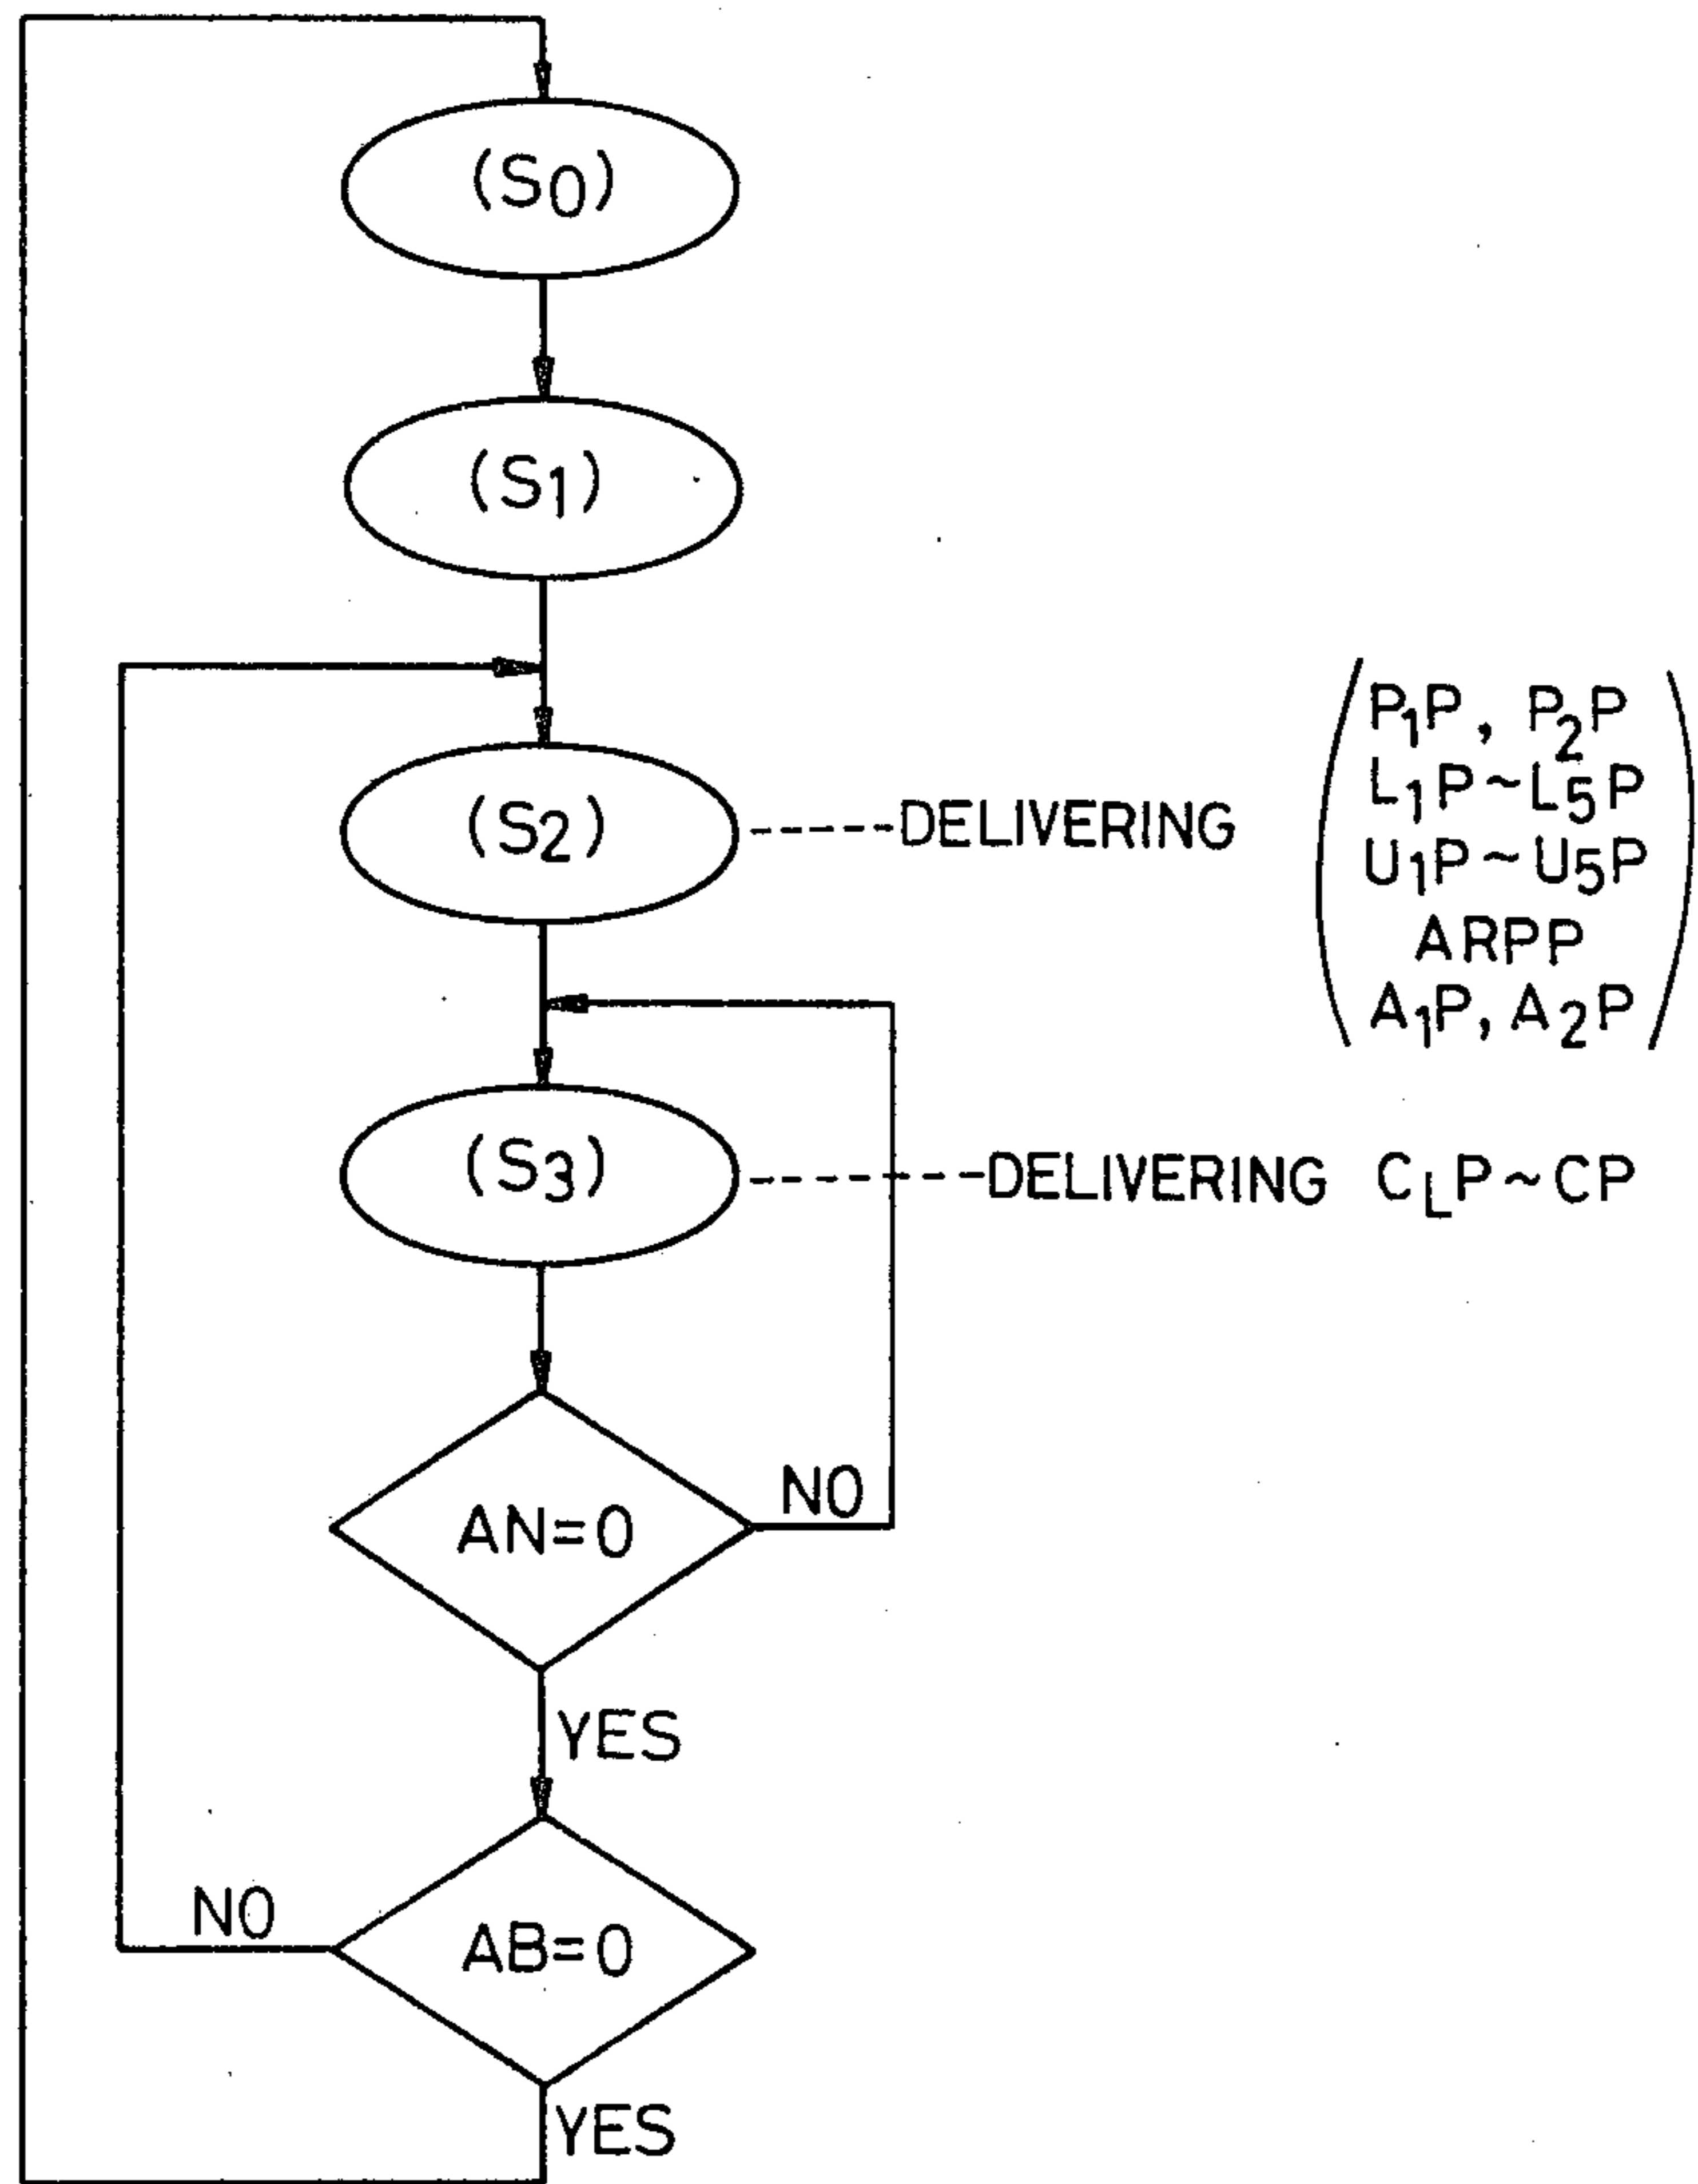 (S0)
(S1)
(S2)
DELIVERING
P1P, P2P
L1P~L5P
U1P~U5P
ARPP
A1P, A2P
(S3)
DELIVERING CLP~CP
AN=0
NO
YES
AB=0
NO
YES